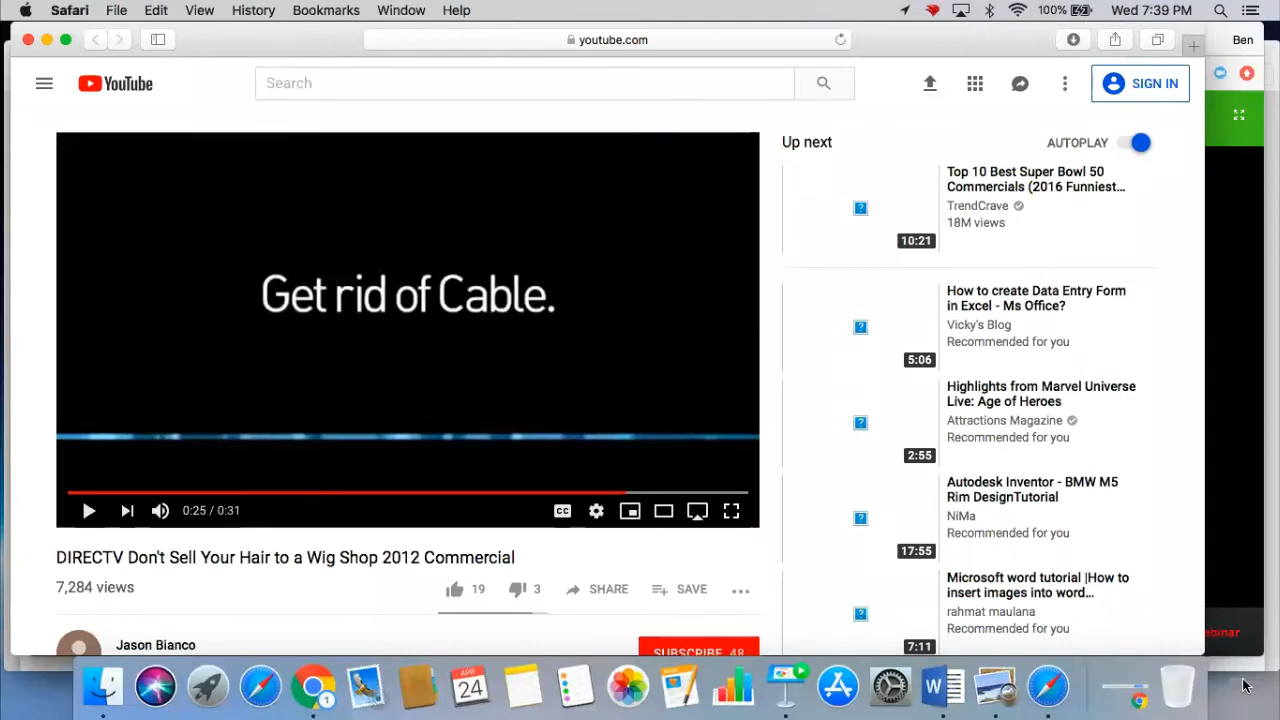 Safari File Edit View History Bookmarks Window Help 100% Wed 7:39 PM
youtube.com
Ben
YouTube
Search
SIGN IN
Get rid of Cable.
0:25 / 0:31
CC
DIRECTV Don't Sell Your Hair to a Wig Shop 2012 Commercial
7,284 views
19 3 SHARE SAVE
Jason Bianco
SUBSCRIBE 48
Up next
AUTOPLAY
Top 10 Best Super Bowl 50
Commercials (2016 Funniest...
TrendCrave
18M views
10:21
How to create Data Entry Form
in Excel - Ms Office?
Vicky's Blog
Recommended for you
5:06
Highlights from Marvel Universe
Live: Age of Heroes
Attractions Magazine
Recommended for you
2:55
Autodesk Inventor - BMW M5
Rim DesignTutorial
NiMa
Recommended for you
17:55
Microsoft word tutorial |How to
insert images into word...
rahmat maulana
Recommended for you
7:11
ebinar
1
APR
24
W